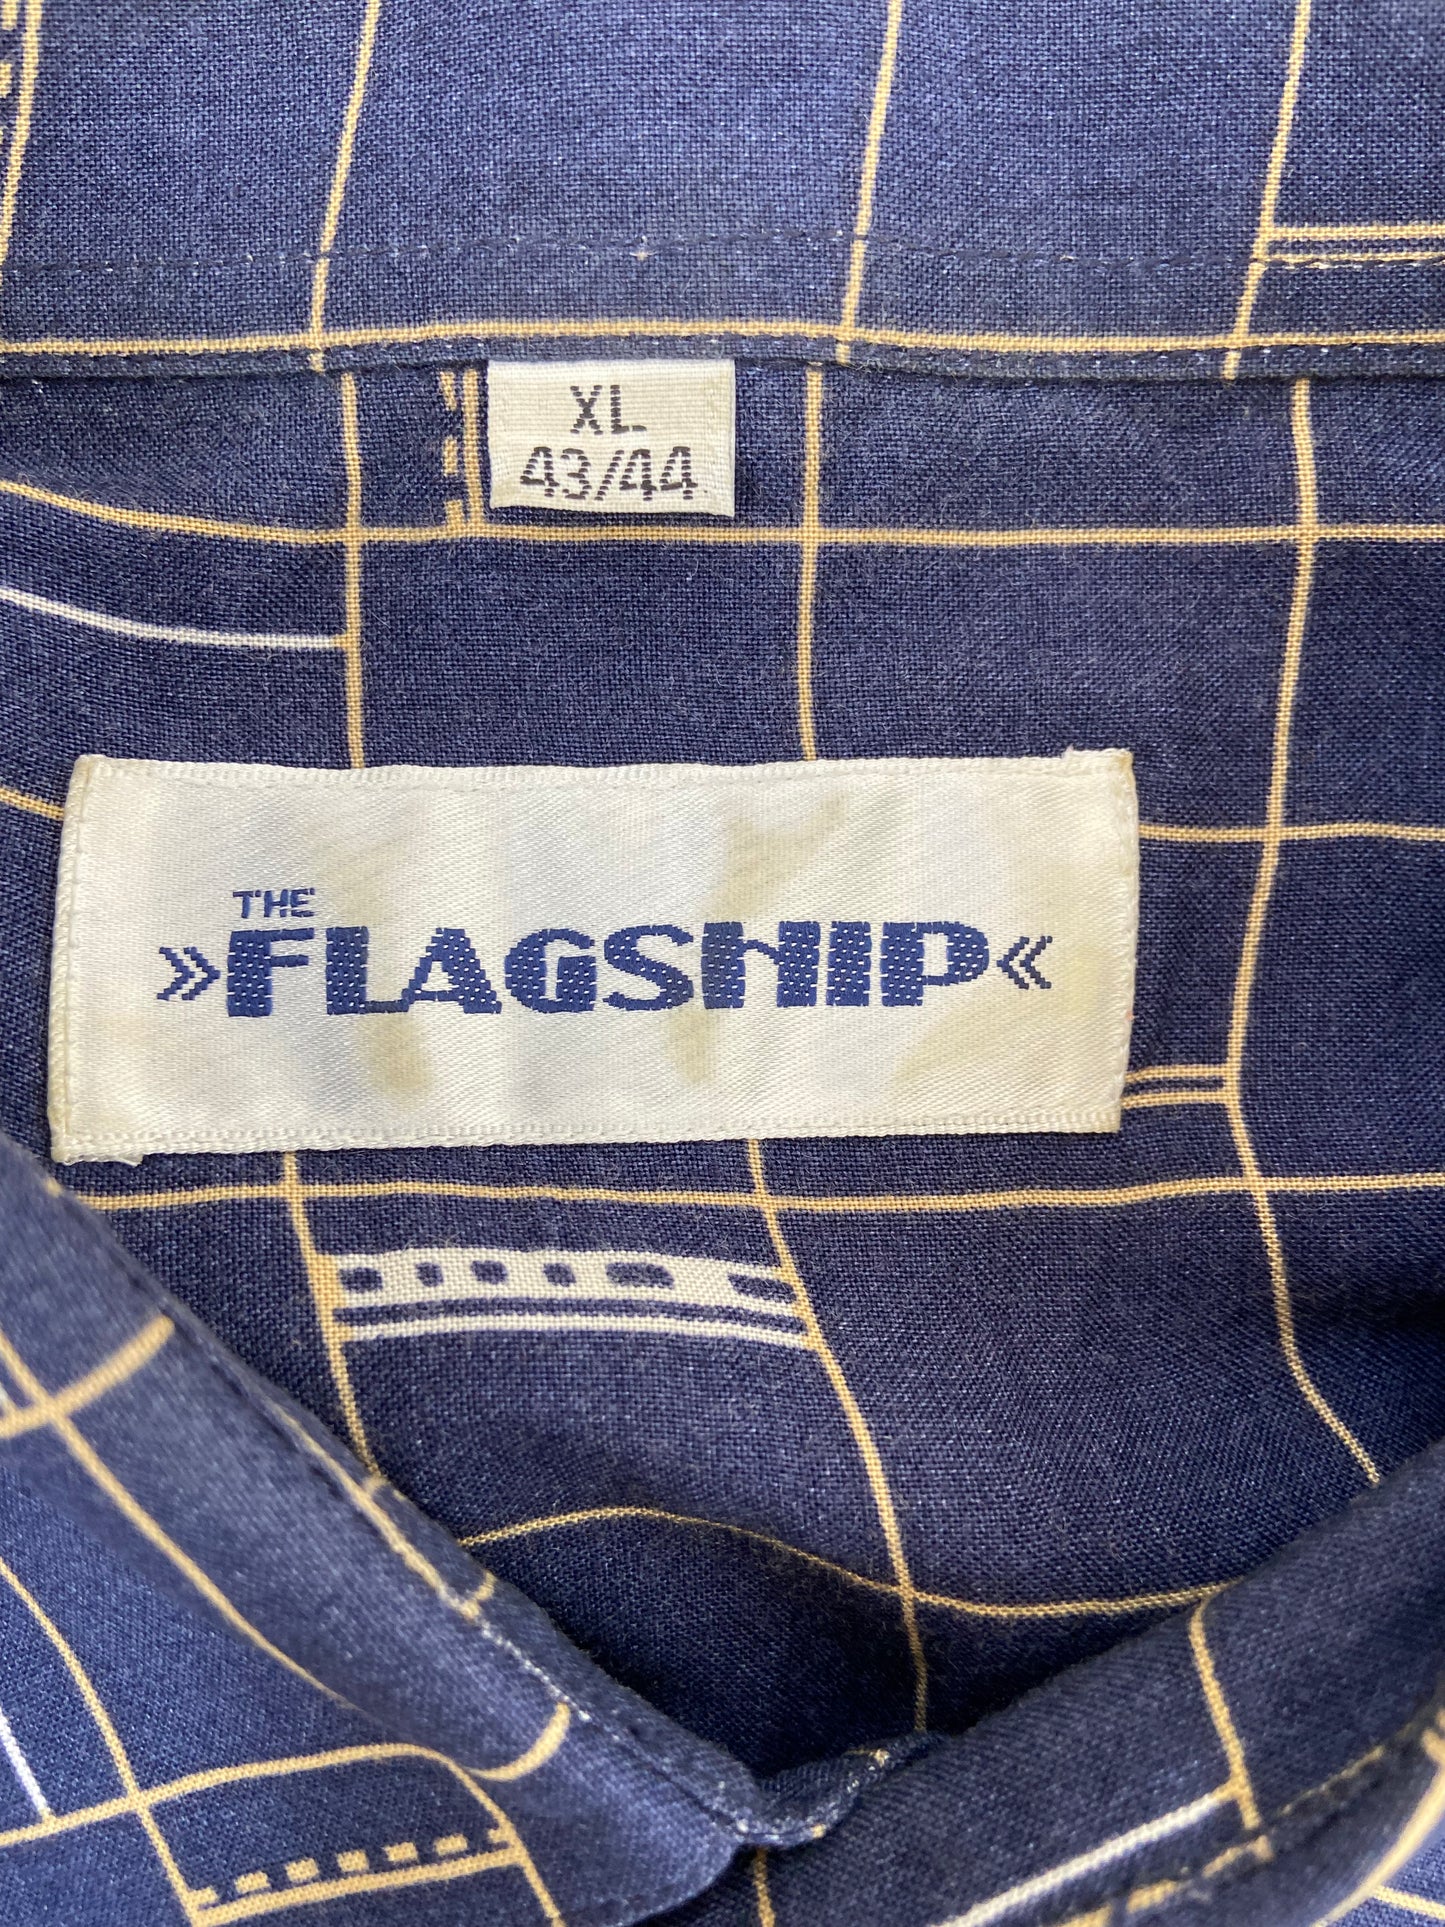 XL
43/44
THE
»FLAGSHIP«